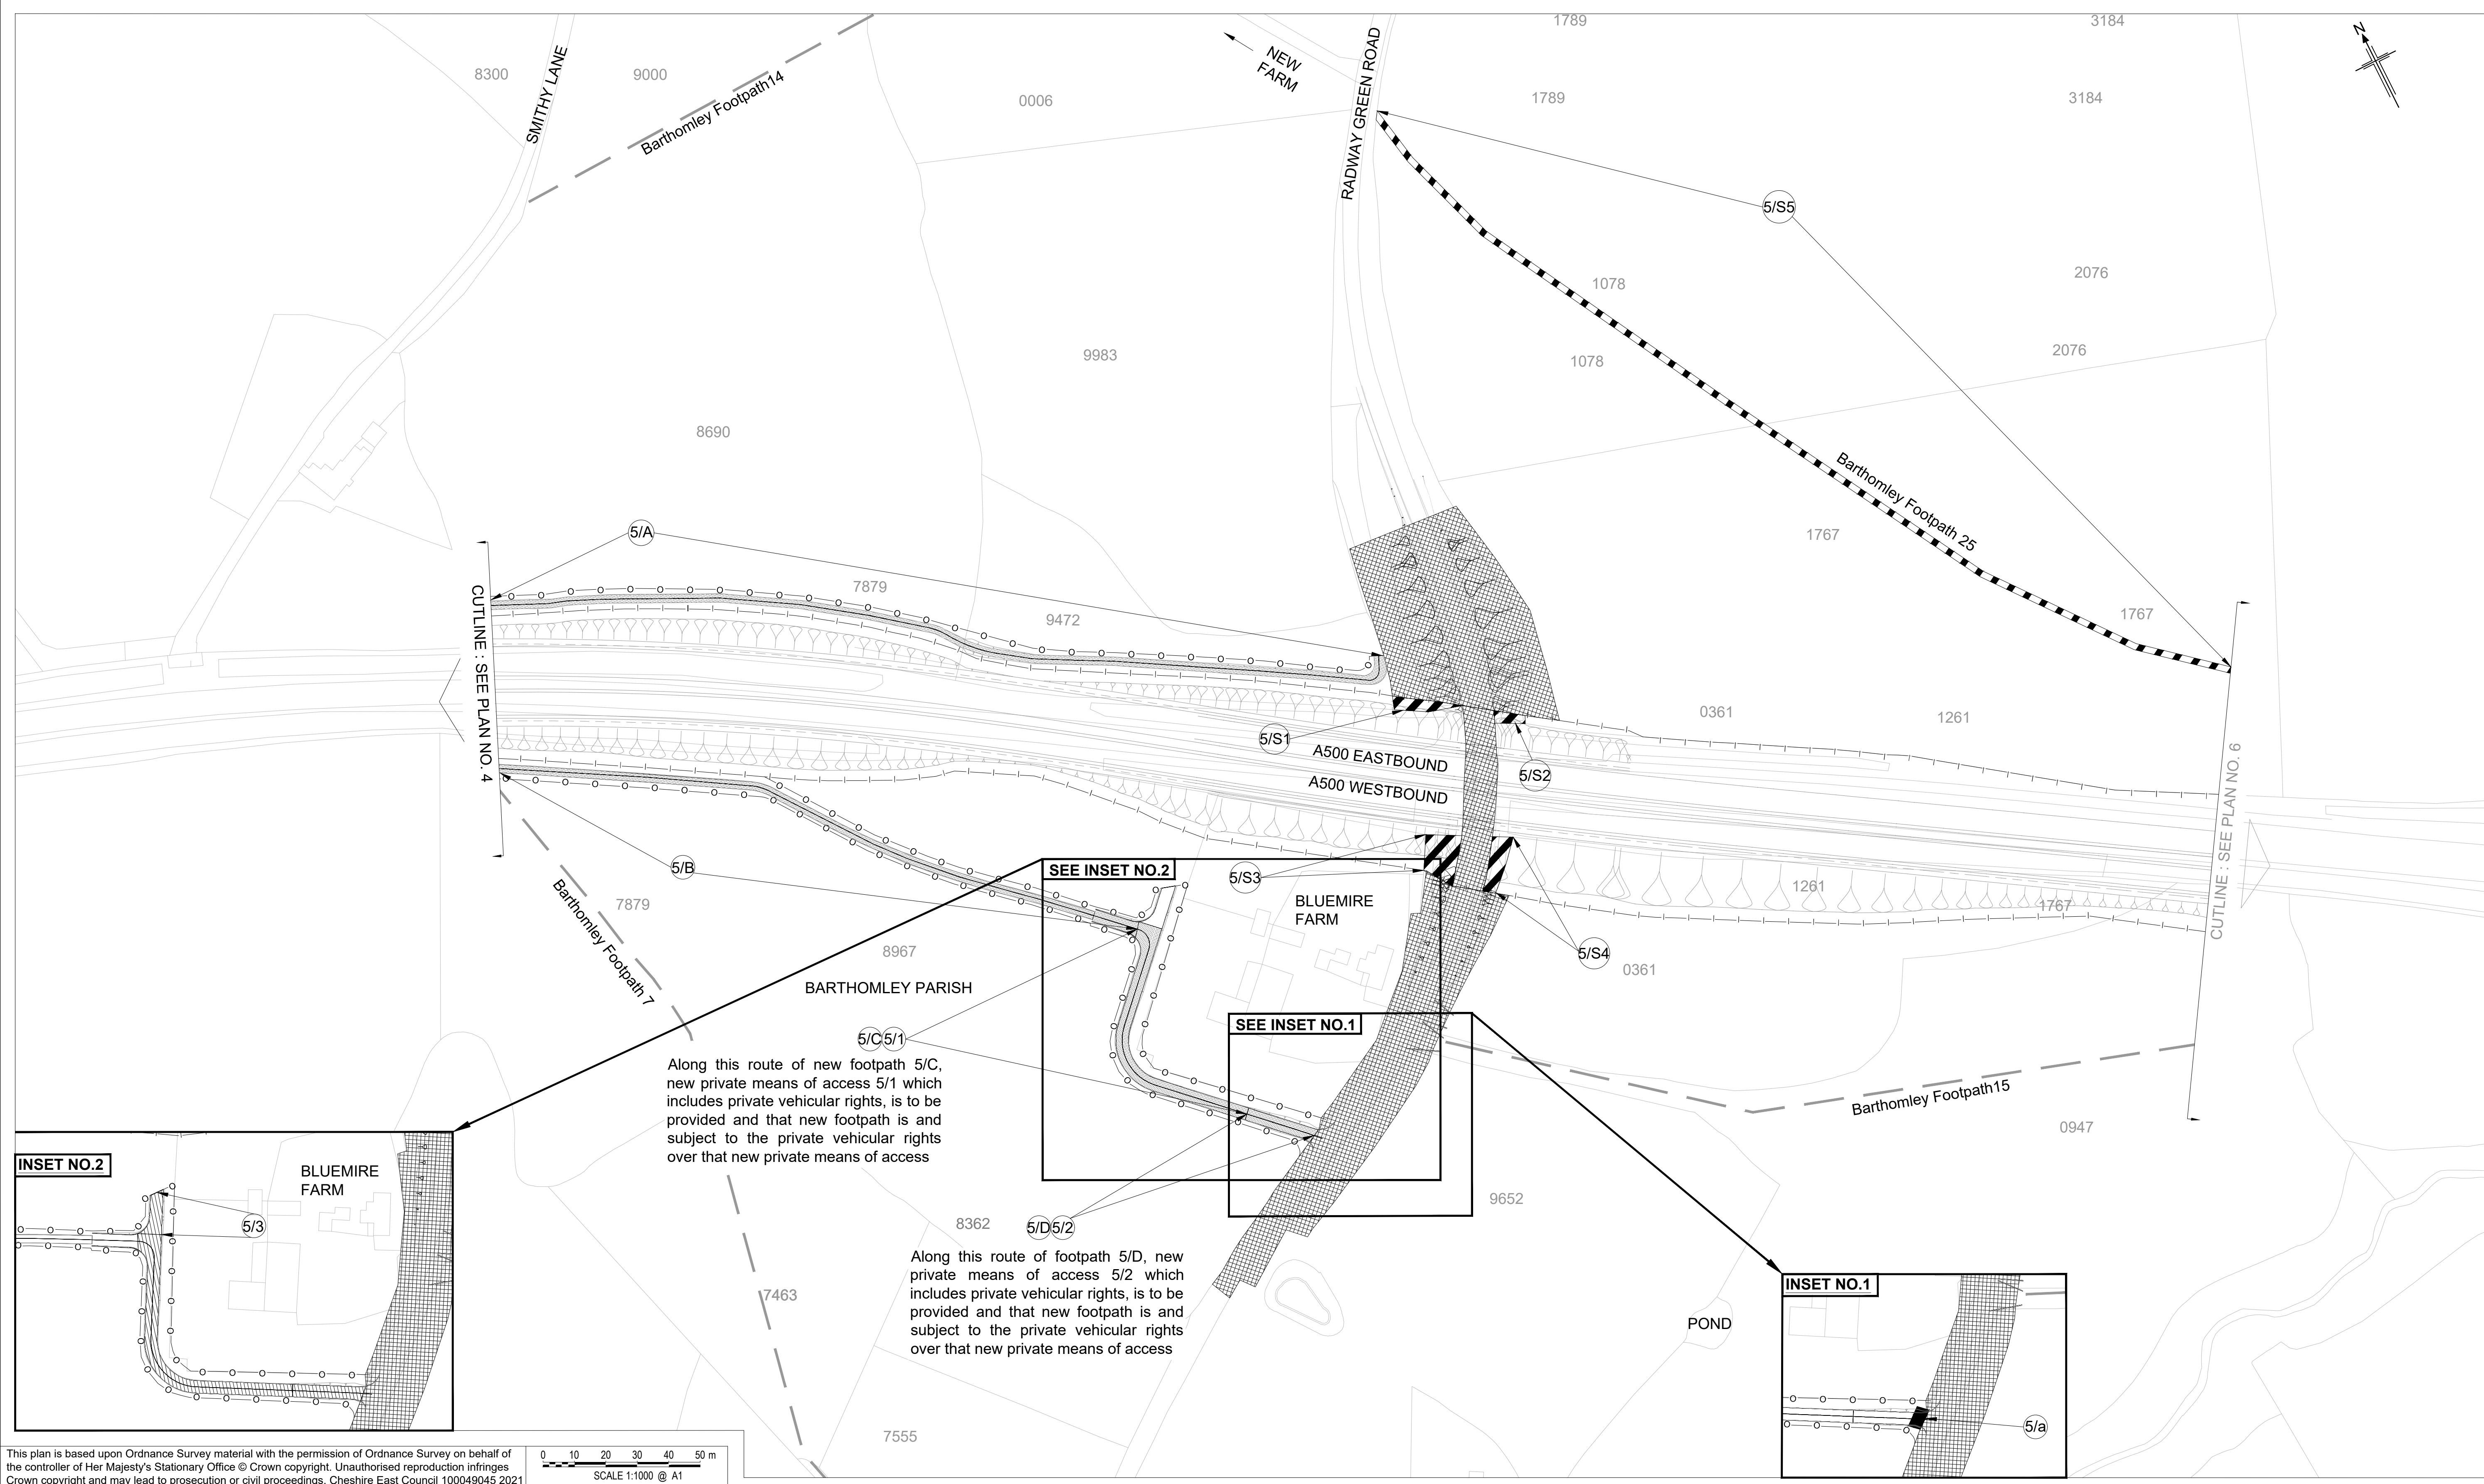 1789
3184
N
SMITHY LANE
8300
9000
Barthomley Footpath14
0006
NEW
FARM
RADWAY GREEN ROAD
1789
3184
5/S5
1078
2076
9983
1078
2076
8690
Barthomley Footpath 25
1767
5/A
7879
9472
1767
CUTLINE : SEE PLAN NO. 4
0361
1261
5/S1
A500 EASTBOUND
A500 WESTBOUND
5/S2
CUTLINE : SEE PLAN NO. 6
5/B
SEE INSET NO.2
5/S3
BLUEMIRE
FARM
1261
1767
Barthomley Footpath 7
7879
8967
5/S4
0361
BARTHOMLEY PARISH
SEE INSET NO.1
5/C
5/1
Along this route of new footpath 5/C,
new private means of access 5/1 which
includes private vehicular rights, is to be
provided and that new footpath is and
subject to the private vehicular rights
over that new private means of access
Barthomley Footpath15
0947
INSET NO.2
BLUEMIRE
FARM
5/3
9652
8362
5/D
5/2
Along this route of footpath 5/D, new
private means of access 5/2 which
includes private vehicular rights, is to be
provided and that new footpath is and
subject to the private vehicular rights
over that new private means of access
7463
POND
INSET NO.1
5/a
7555
This plan is based upon Ordnance Survey material with the permission of Ordnance Survey on behalf of
the controller of Her Majesty's Stationary Office © Crown copyright. Unauthorised reproduction infringes
Crown copyright and may lead to prosecution or civil proceedings. Cheshire East Council 100049045 2021
0 10 20 30 40 50 m
SCALE 1:1000 @ A1